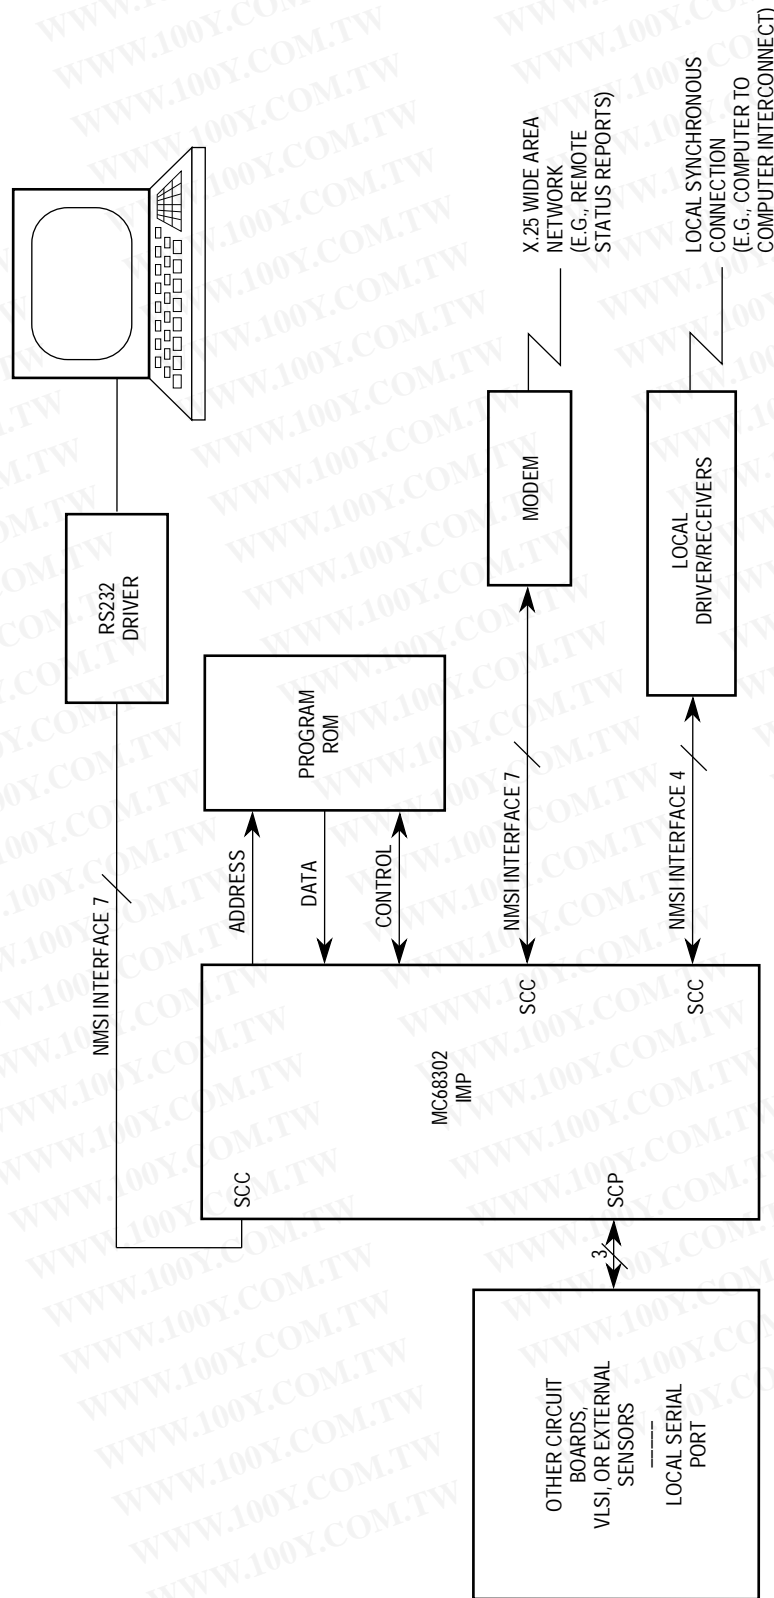 RS232
DRIVER
NMSI INTERFACE 7
PROGRAM
ROM
ADDRESS
DATA
CONTROL
MODEM
X.25 WIDE AREA
NETWORK
(E.G., REMOTE
STATUS REPORTS)
NMSI INTERFACE 7
LOCAL
DRIVER/RECEIVERS
LOCAL SYNCHRONOUS
CONNECTION
(E.G., COMPUTER TO
COMPUTER INTERCONNECT)
NMSI INTERFACE 4
MC68302
IMP
SCC
SCC
SCC
SCP
3
OTHER CIRCUIT
BOARDS,
VLSI, OR EXTERNAL
SENSORS
-----
LOCAL SERIAL
PORT
WWW.100Y.COM.TW